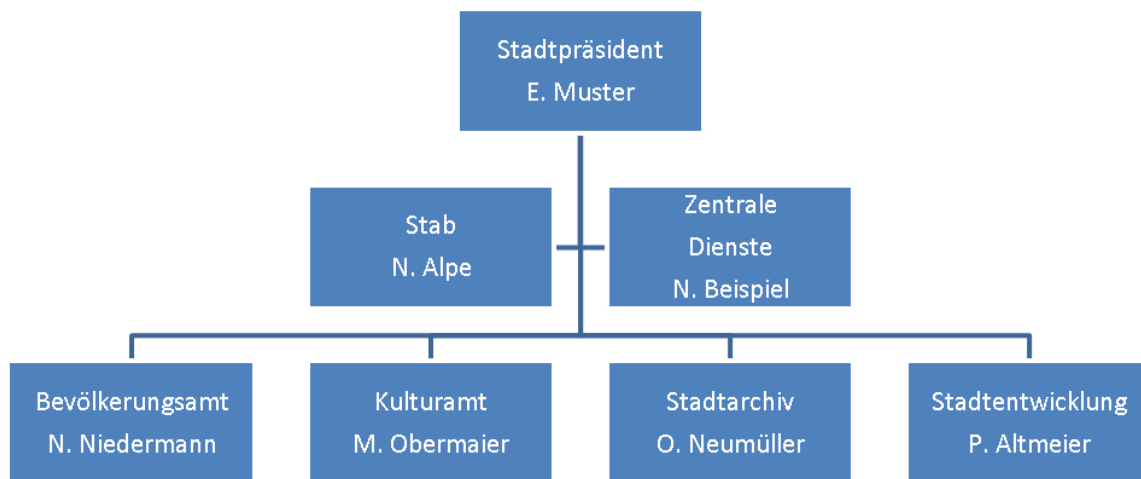 Stadtpräsident
E. Muster
Stab
N. Alpe
Zentrale
Dienste
N. Beispiel
Bevölkerungsamt
N. Niedermann
Kulturamt
M. Obermaier
Stadtarchiv
O. Neumüller
Stadtentwicklung
P. Altmeier